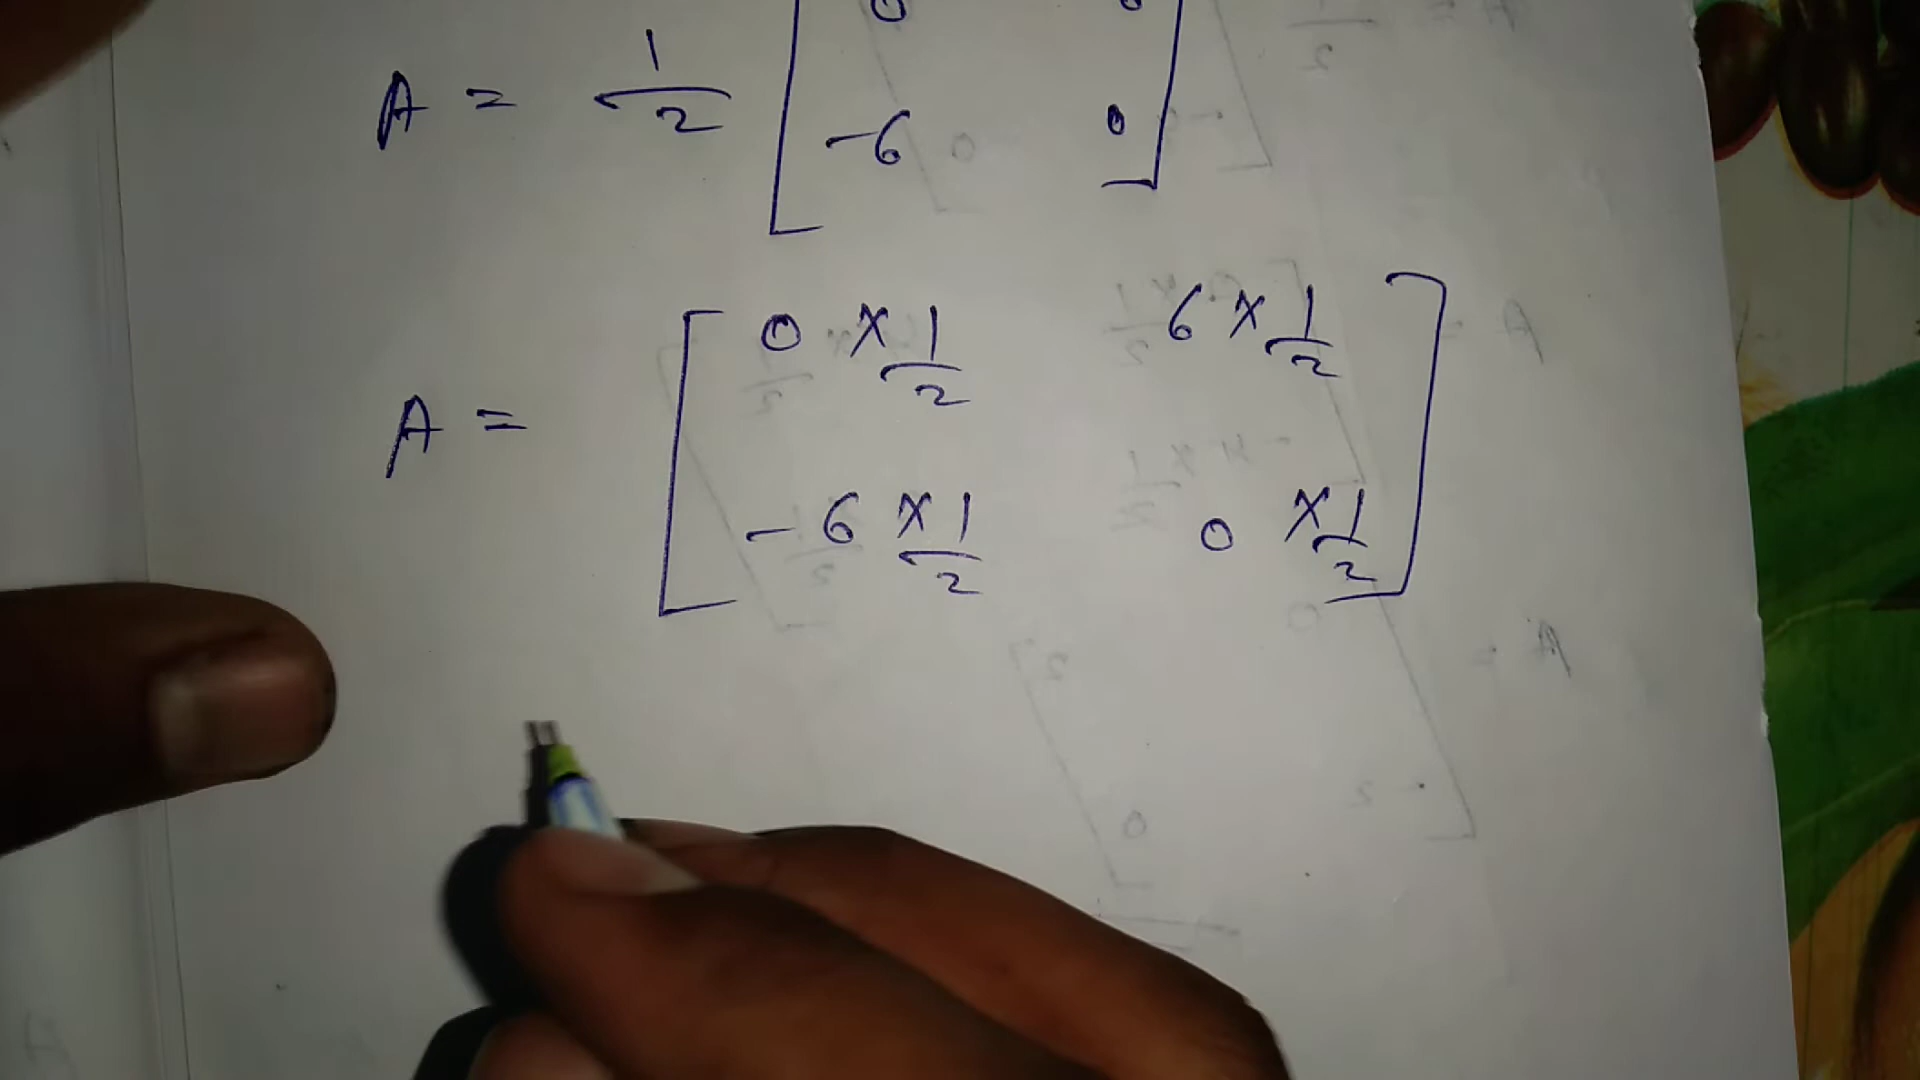 A = 1/2 [ 0 6
-6 0 ]
A = [ 0 × 1/2 6 × 1/2
-6 × 1/2 0 × 1/2 ]